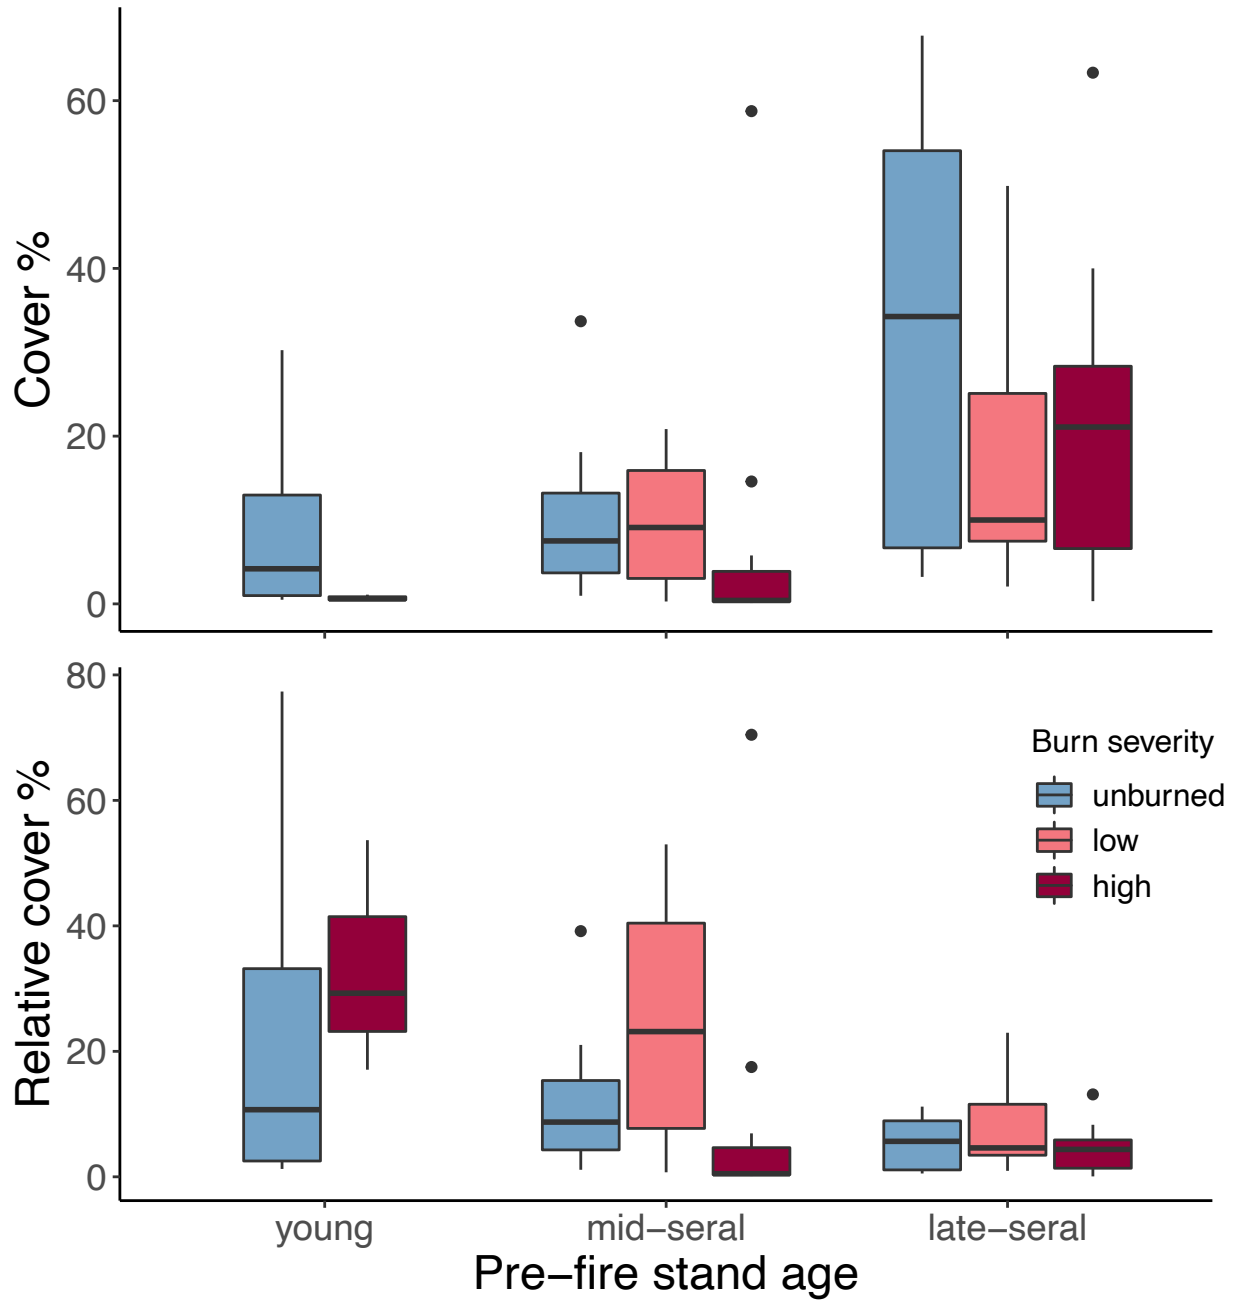 Cover %
60
40
20
0
Relative cover %
80
60
40
20
0
Burn severity
unburned
low
high
young
mid-seral
late-seral
Pre-fire stand age